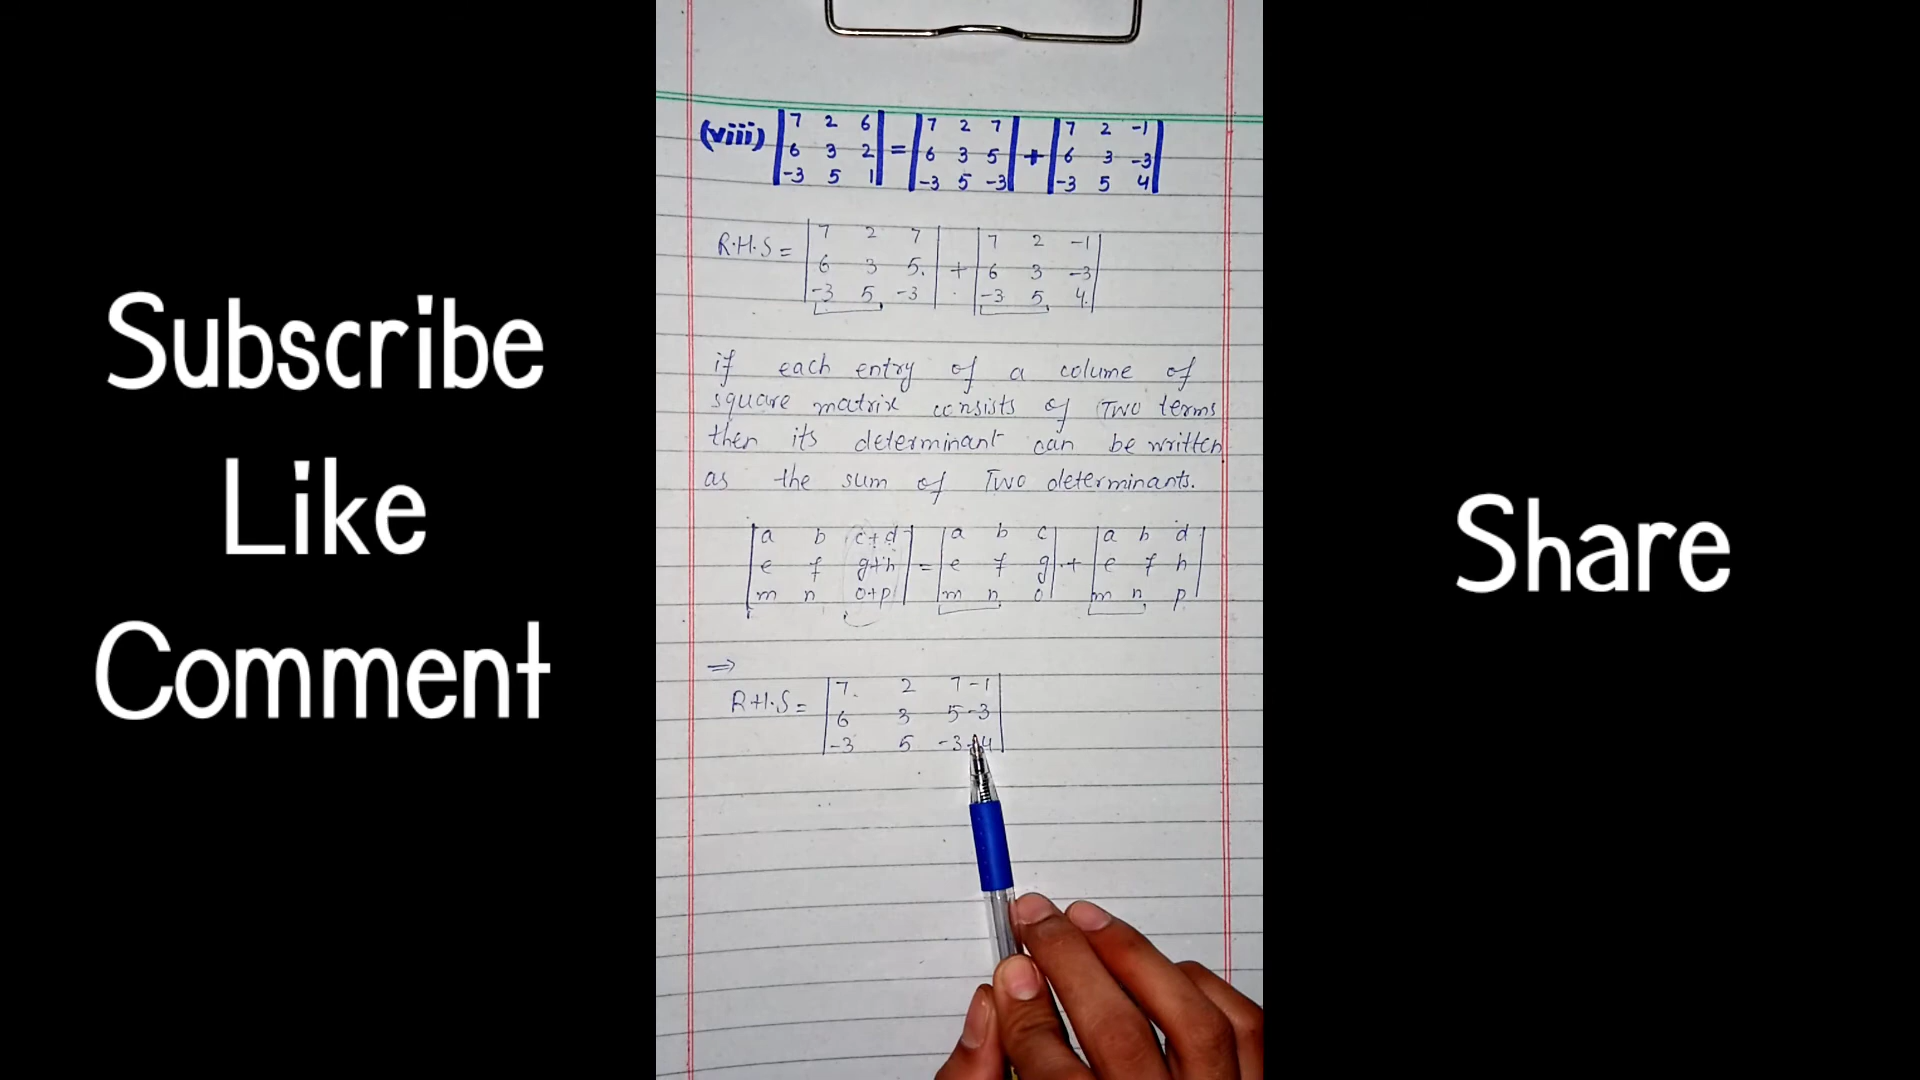 Subscribe
Like
Comment
Share
(viii) |7 2 6| = |7 2 7| + |7 2 -1|
|6 3 2| |6 3 5| |6 3 -3|
|-3 5 1| |-3 5 -3| |-3 5 4|
R.H.S = |7 2 7| + |7 2 -1|
|6 3 5.| |6 3 -3|
|-3 5 -3| |-3 5 4.|
if each entry of a colume of
square matrix consists of Two terms
then its determinant can be written
as the sum of Two determinants.
|a b c+d| = |a b c| + |a b d|
|e f g+h| |e f g| |e f h|
|m n o+p| |m n o| |m n p|
⇒
R.H.S = |7. 2 7-1|
|6 3 5-3|
|-3 5 -3+4|